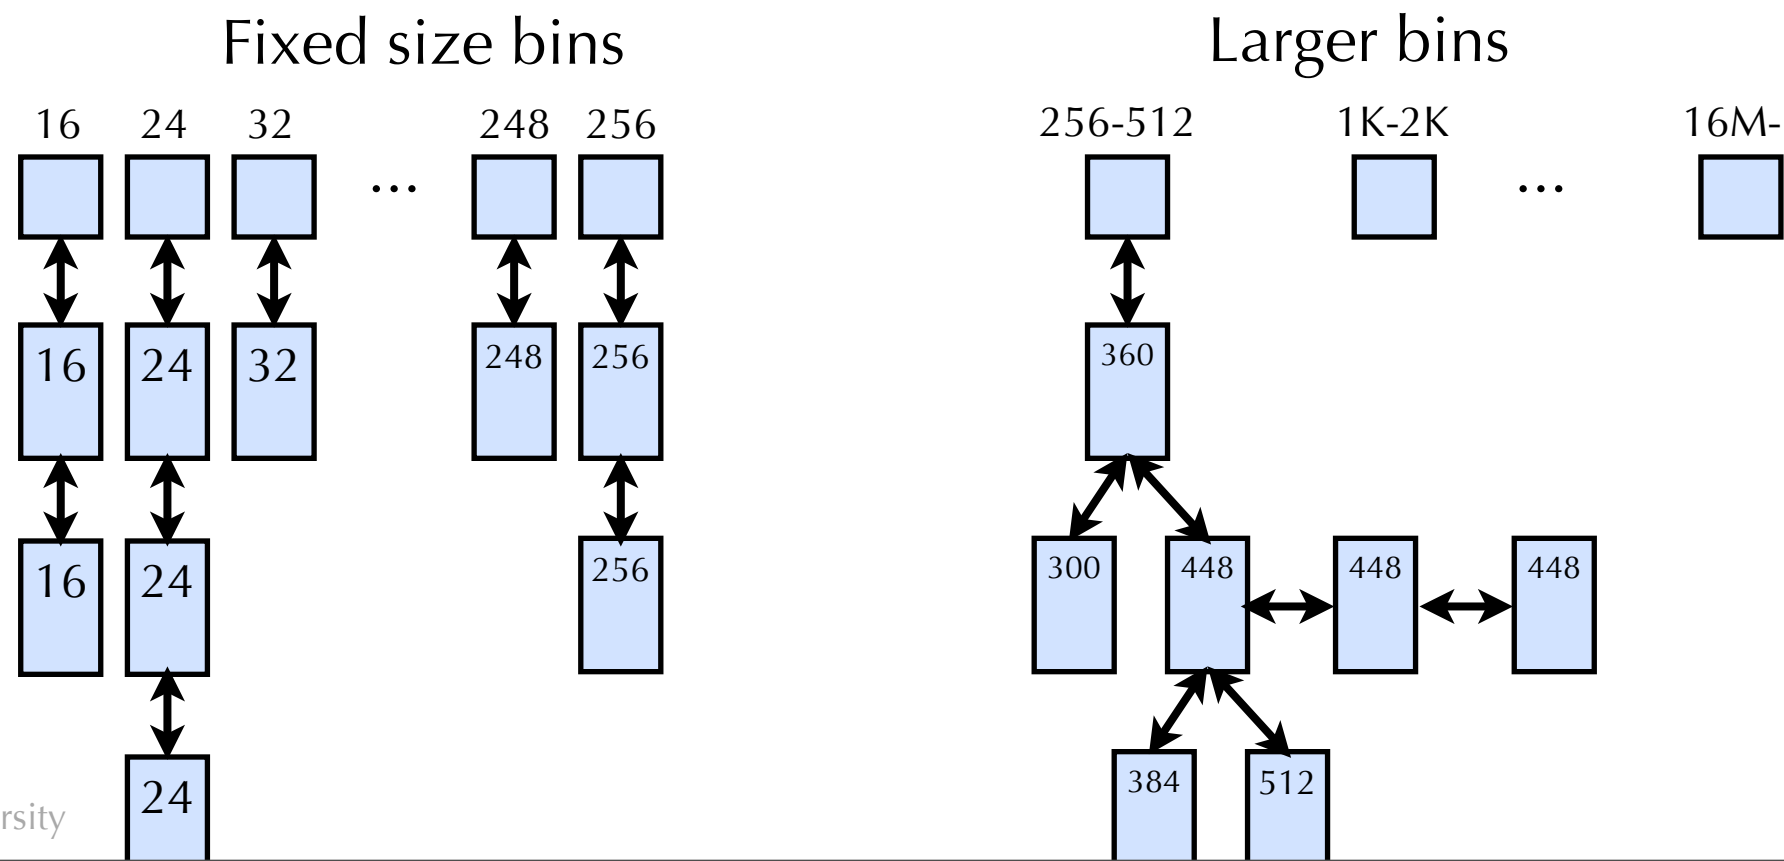 Fixed size bins
Larger bins
16 24 32 ... 248 256
256-512 1K-2K ... 16M-
16 24 32 248 256
360
16 24 256
300 448 448 448
24
384 512
rsity